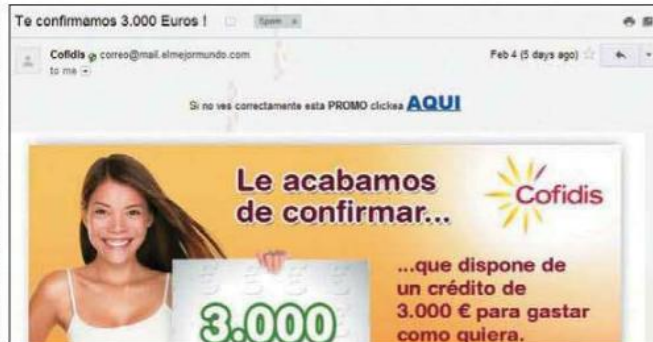 Te confirmamos 3.000 Euros !
Spam x
Cofidis correo@mail.elmejormundo.com
Feb 4 (5 days ago)
to me
Si no ves correctamente esta PROMO clickea AQUI
Le acabamos
de confirmar...
Cofidis
...que dispone de
un crédito de
3.000 € para gastar
como quiera.
3.000